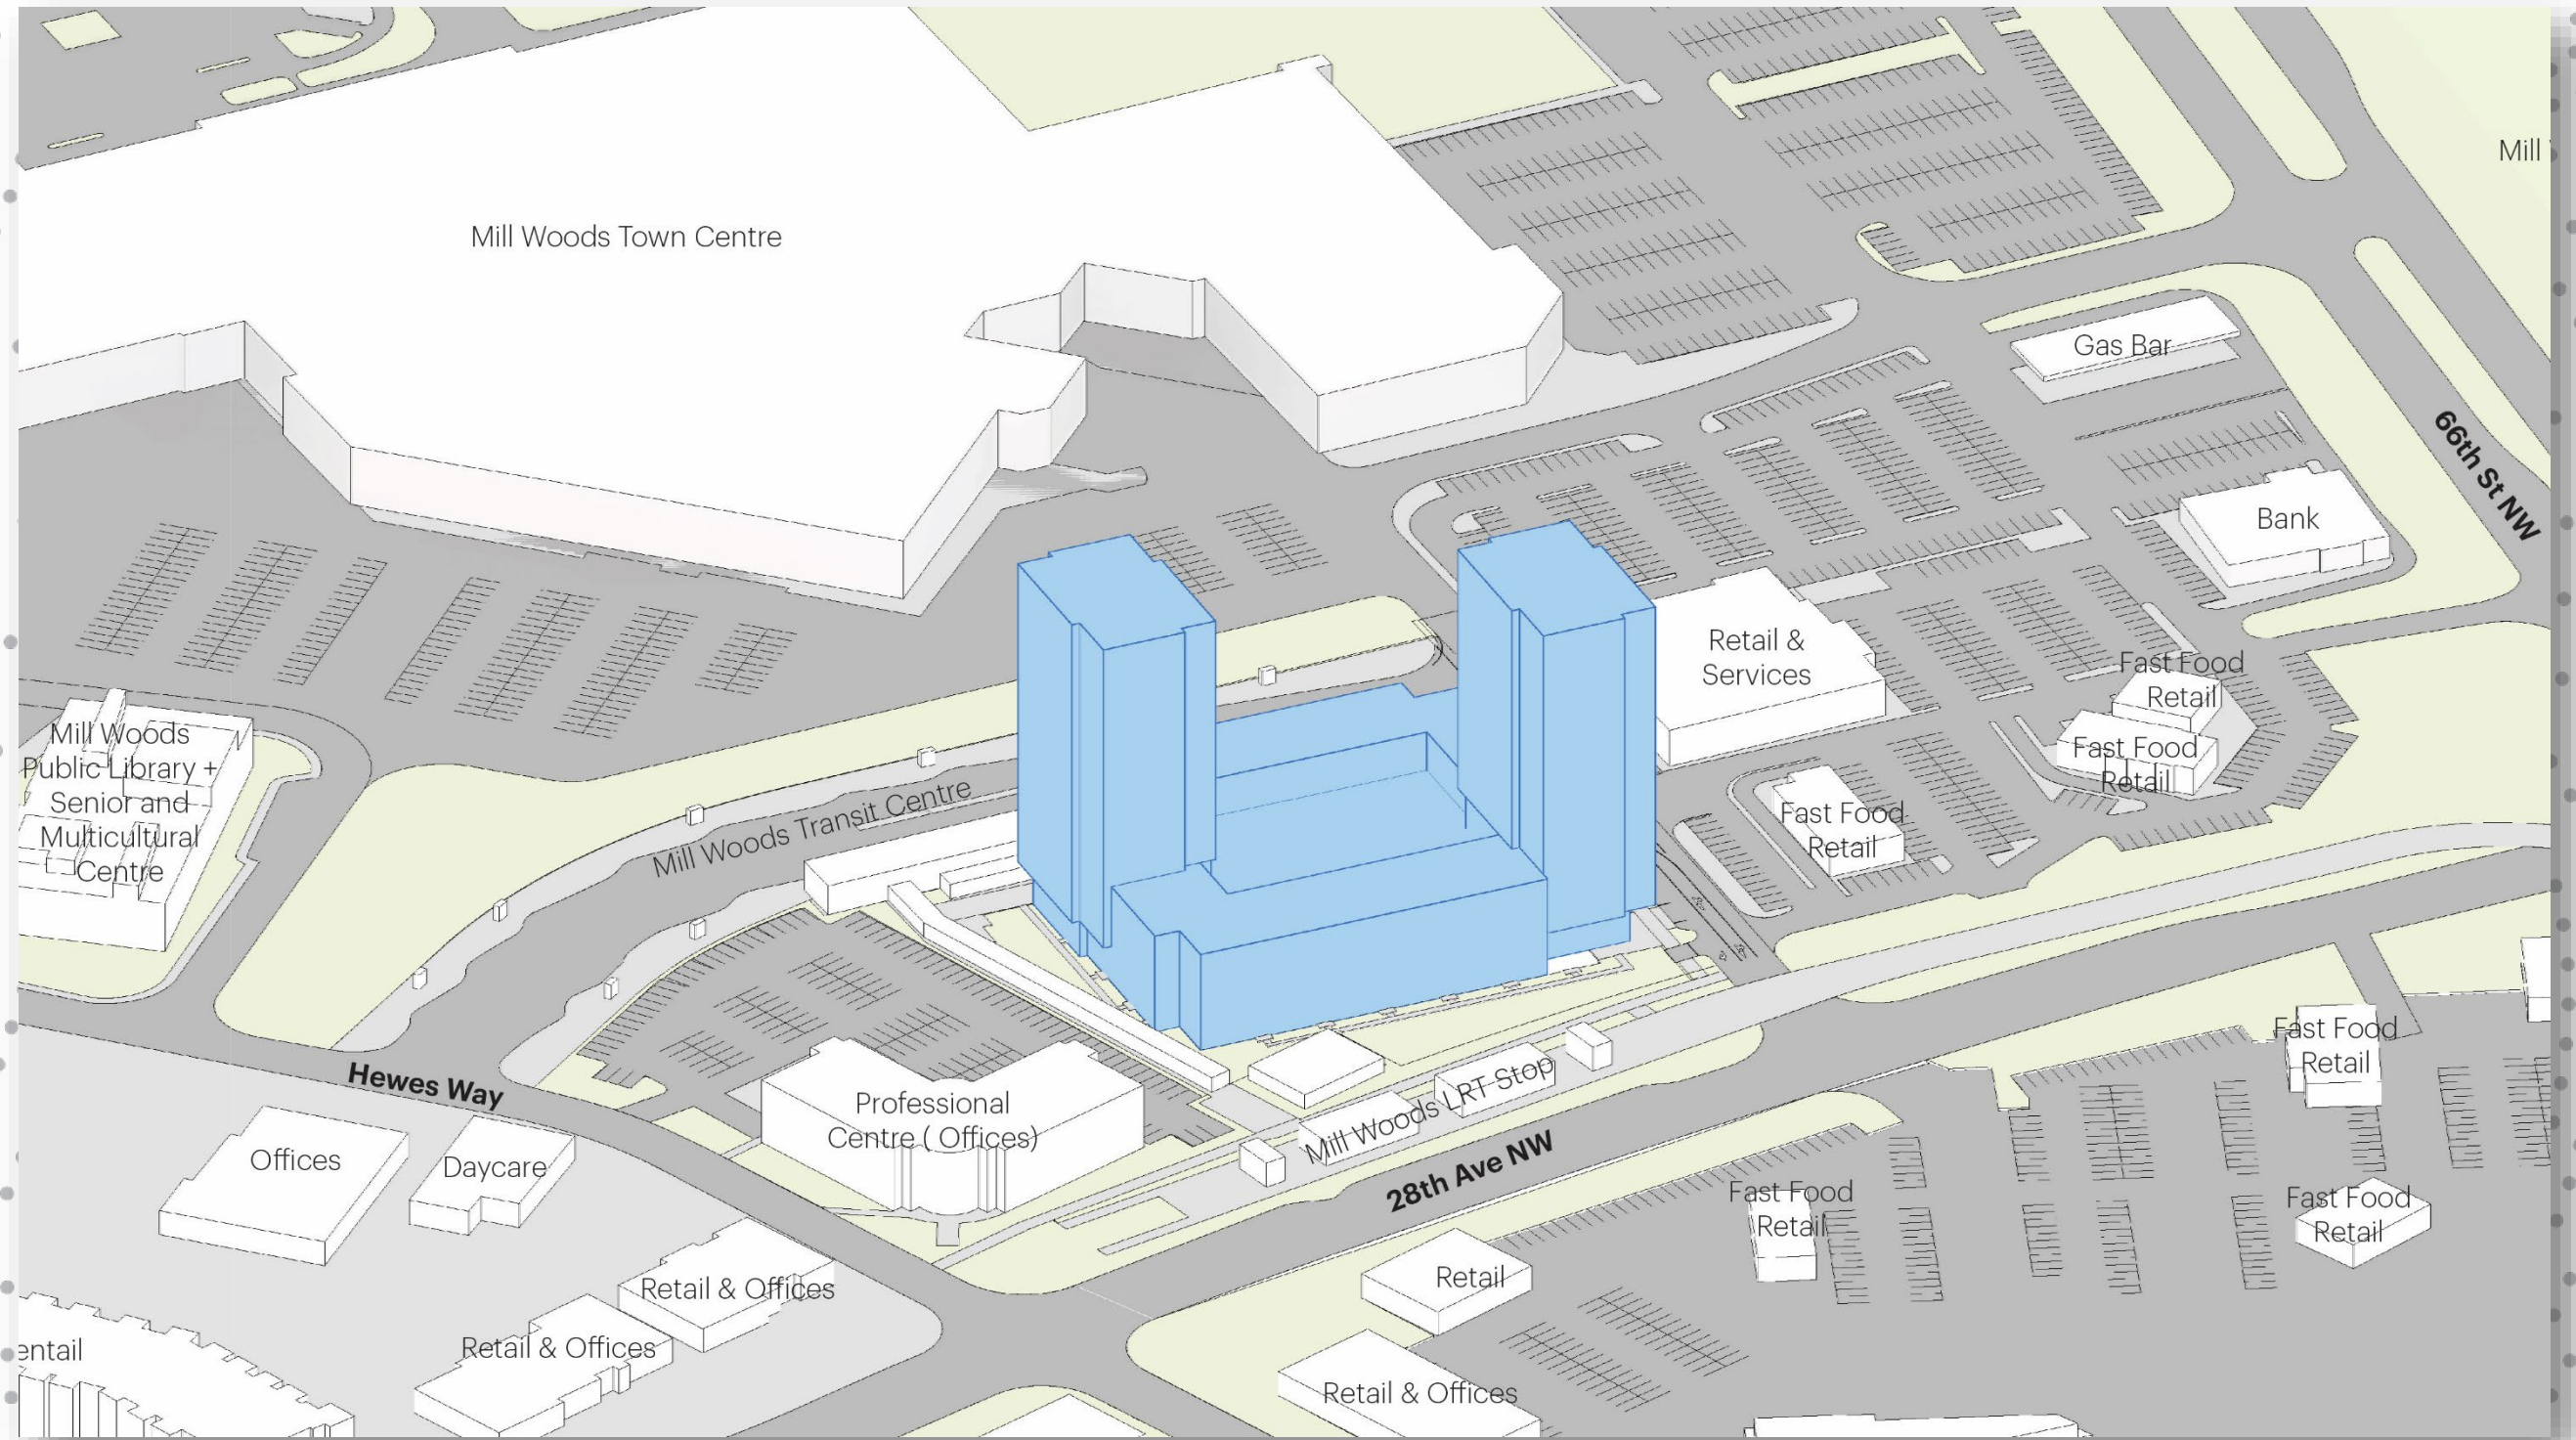 Mill
Mill Woods Town Centre
Gas Bar
66th St NW
Bank
Retail &
Services
Fast Food
Retail
Fast Food
Retail
Fast Food
Retail
Mill Woods
Public Library +
Senior and
Multicultural
Centre
Mill Woods Transit Centre
Hewes Way
Professional
Centre ( Offices)
Mill Woods LRT Stop
28th Ave NW
Fast Food
Retail
Offices
Daycare
Fast Food
Retail
Fast Food
Retail
Retail & Offices
Retail
Retail & Offices
entail
Retail & Offices